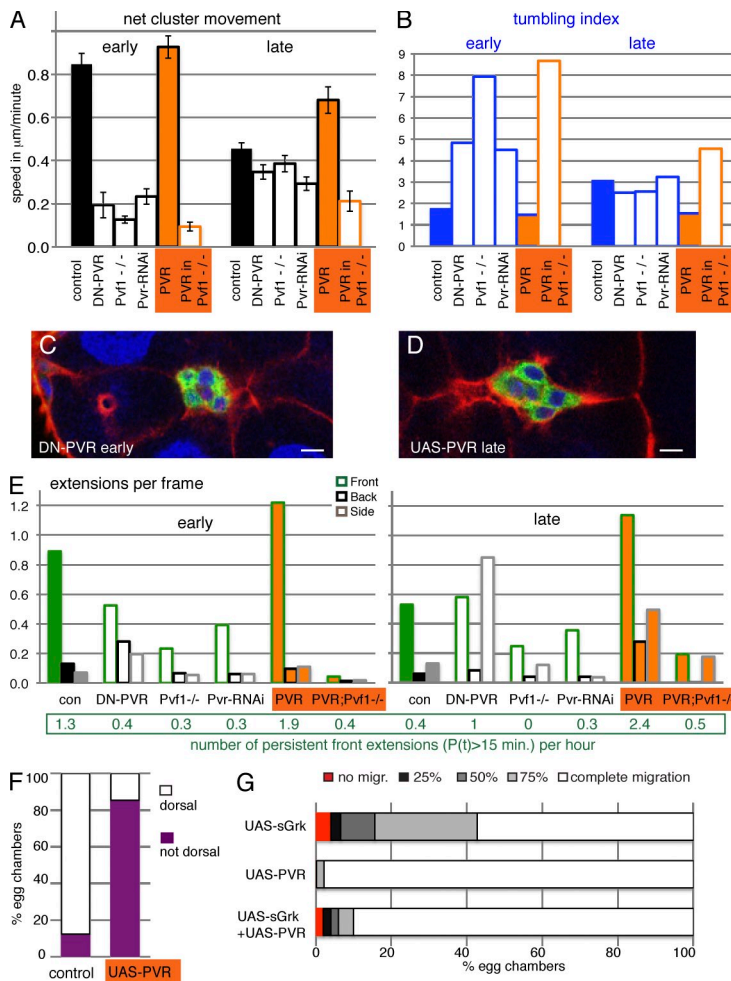 A
net cluster movement
early
late
speed in μm/minute
0.8
0.6
0.4
0.2
0.0
control
DN-PVR
Pvf1 -/-
Pvr-RNAi
PVR
PVR in Pvf1 -/-
control
DN-PVR
Pvf1 -/-
Pvr-RNAi
PVR
PVR in Pvf1 -/-
B
tumbling index
early
late
9
8
7
6
5
4
3
2
1
0
control
DN-PVR
Pvf1 -/-
Pvr-RNAi
PVR
PVR in Pvf1 -/-
control
DN-PVR
Pvf1 -/-
Pvr-RNAi
PVR
PVR in Pvf1 -/-
C
DN-PVR early
D
UAS-PVR late
E
extensions per frame
Front
Back
Side
early
late
1.2
1.0
0.8
0.6
0.4
0.2
0.0
con DN-PVR Pvf1-/- Pvr-RNAi PVR PVR;Pvf1-/- con DN-PVR Pvf1-/- Pvr-RNAi PVR PVR;Pvf1-/-
1.3 0.4 0.3 0.3 1.9 0.4 0.4 1 0 0.3 2.4 0.5
number of persistent front extensions (P(t)>15 min.) per hour
F
% egg chambers
100
80
60
40
20
0
dorsal
not dorsal
control
UAS-PVR
G
no migr. 25% 50% 75% complete migration
UAS-sGrk
UAS-PVR
UAS-sGrk
+UAS-PVR
0 20 40 60 80 100
% egg chambers